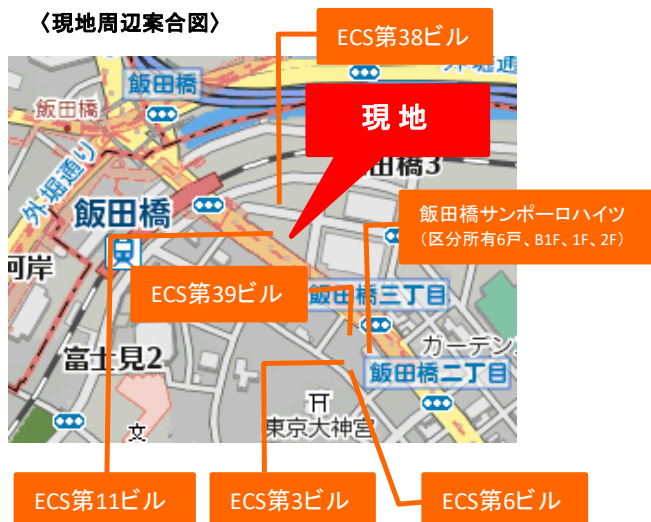 〈現地周辺案合図〉
ECS第38ビル
外堀通
飯田橋
飯田橋
現 地
外堀通り
田橋3
飯田橋
飯田橋サンポーロハイツ
（区分所有6戸、B1F、1F、2F）
河岸
ECS第39ビル
飯田橋三丁目
富士見2
ガーデン
飯田橋二丁目
文
東京大神宮
ECS第11ビル
ECS第3ビル
ECS第6ビル